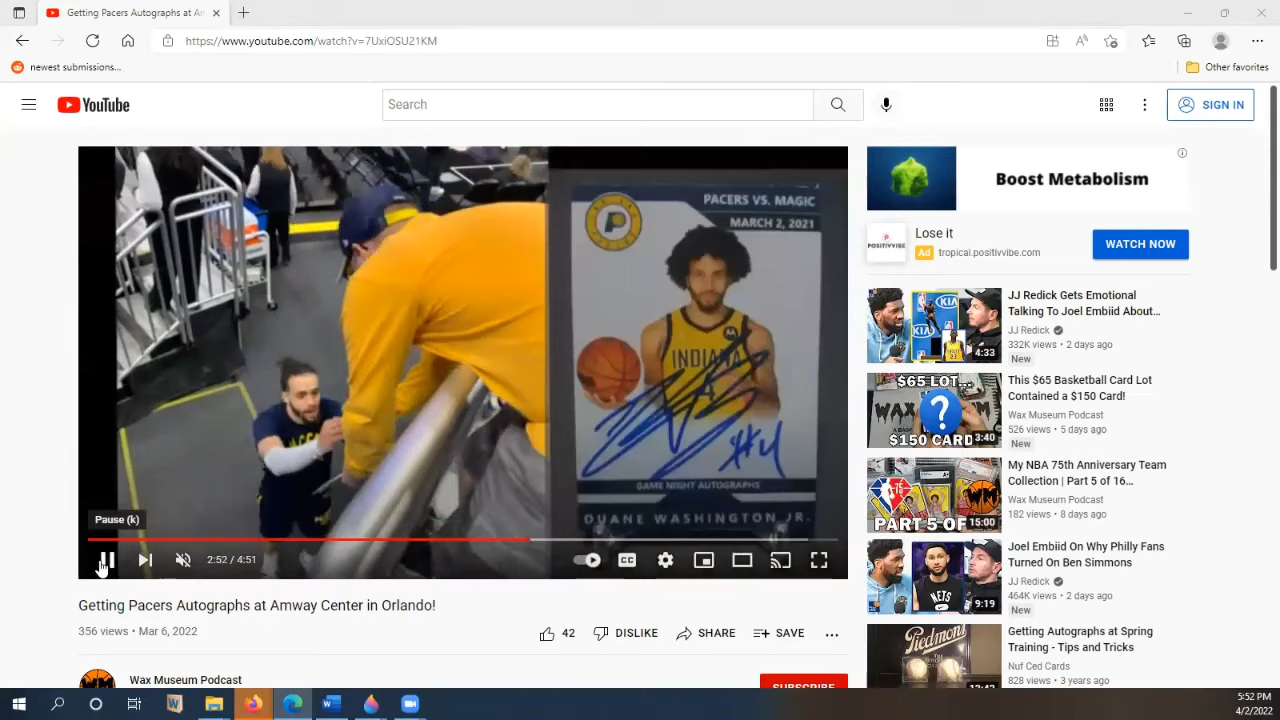 Getting Pacers Autographs at Am
https://www.youtube.com/watch?v=7UxiOSU21KM
newest submissions...
Other favorites
YouTube
Search
SIGN IN
PACERS VS. MAGIC
MARCH 2, 2021
INDIANA
#4
GAME NIGHT AUTOGRAPHS
DUANE WASHINGTON JR.
Pause (k)
2:52 / 4:51
CC
Getting Pacers Autographs at Amway Center in Orlando!
356 views • Mar 6, 2022
42
DISLIKE
SHARE
SAVE
Wax Museum Podcast
SUBSCRIBE
Boost Metabolism
POSITIVVIBE
Lose it
Ad tropical.positivvibe.com
WATCH NOW
KIA
4:33
JJ Redick Gets Emotional
Talking To Joel Embiid About...
JJ Redick
332K views • 2 days ago
New
$65 LOT...
WAX
$150 CARD
3:40
This $65 Basketball Card Lot
Contained a $150 Card!
Wax Museum Podcast
526 views • 5 days ago
New
75
WM
PART 5 OF
15:00
My NBA 75th Anniversary Team
Collection | Part 5 of 16...
Wax Museum Podcast
182 views • 8 days ago
NETS
9:19
Joel Embiid On Why Philly Fans
Turned On Ben Simmons
JJ Redick
464K views • 2 days ago
New
Piedmont
Getting Autographs at Spring
Training - Tips and Tricks
Nuf Ced Cards
828 views • 3 years ago
5:52 PM
4/2/2022